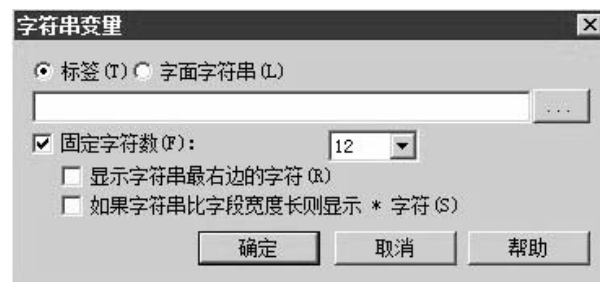 字符串变量
标签(T) 字面字符串(L)
...
固定字符数(F): 12
显示字符串最右边的字符(R)
如果字符串比字段宽度长则显示 * 字符(S)
确定 取消 帮助